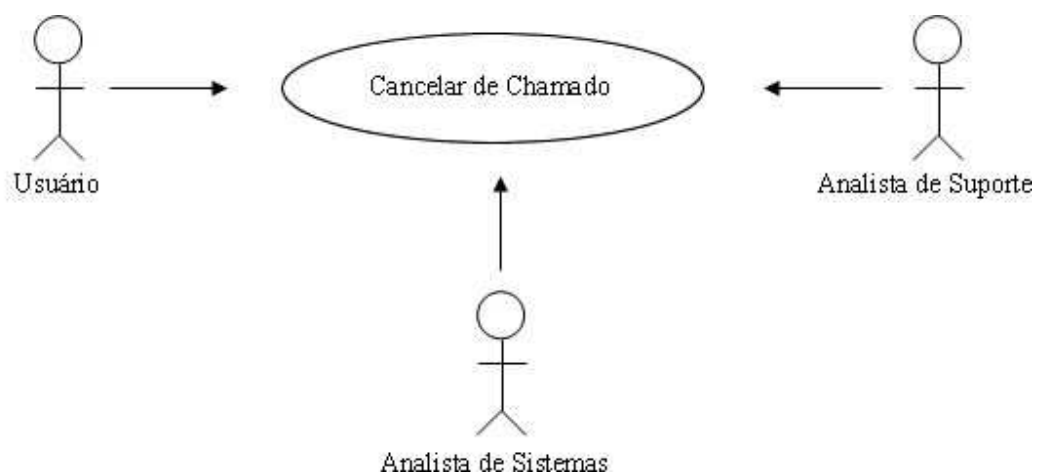 Cancelar de Chamado
Usuário
Analista de Suporte
Analista de Sistemas